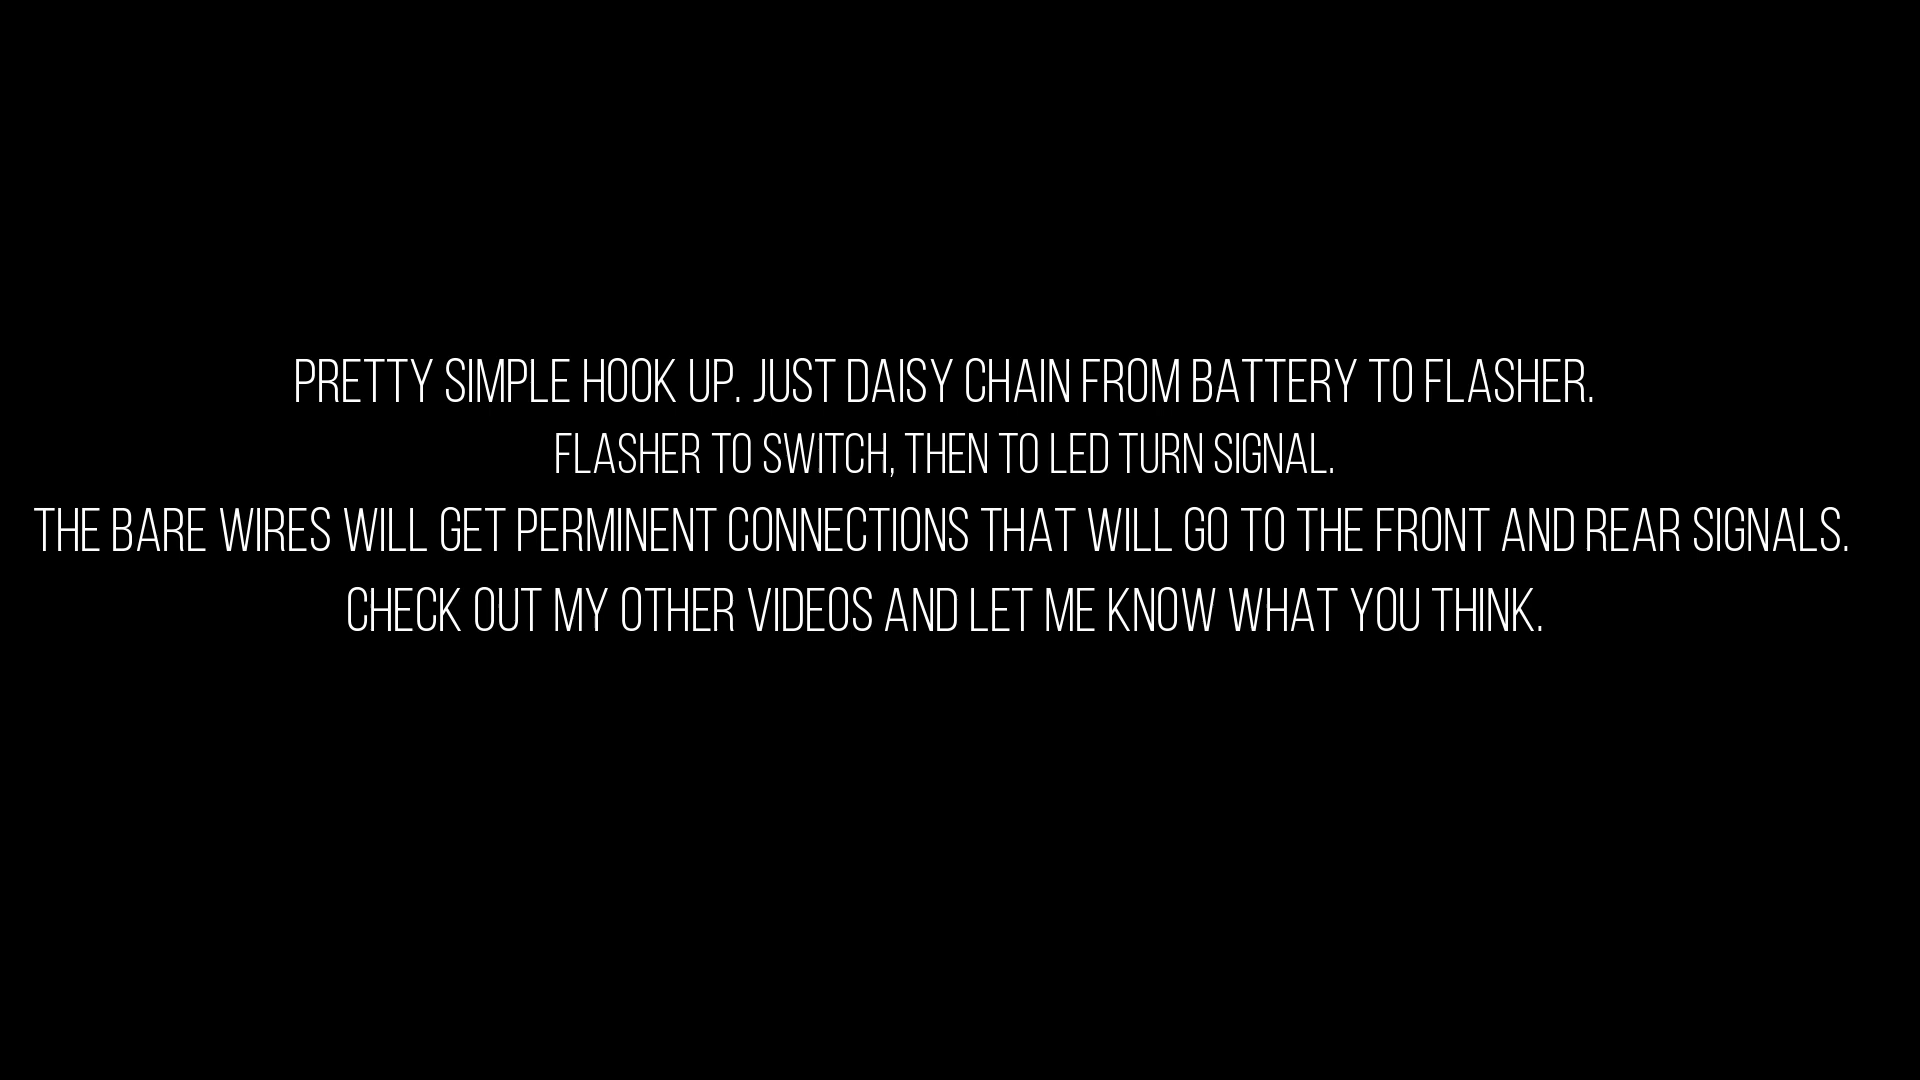 PRETTY SIMPLE HOOK UP. JUST DAISY CHAIN FROM BATTERY TO FLASHER.
FLASHER TO SWITCH, THEN TO LED TURN SIGNAL.
THE BARE WIRES WILL GET PERMINENT CONNECTIONS THAT WILL GO TO THE FRONT AND REAR SIGNALS.
CHECK OUT MY OTHER VIDEOS AND LET ME KNOW WHAT YOU THINK.